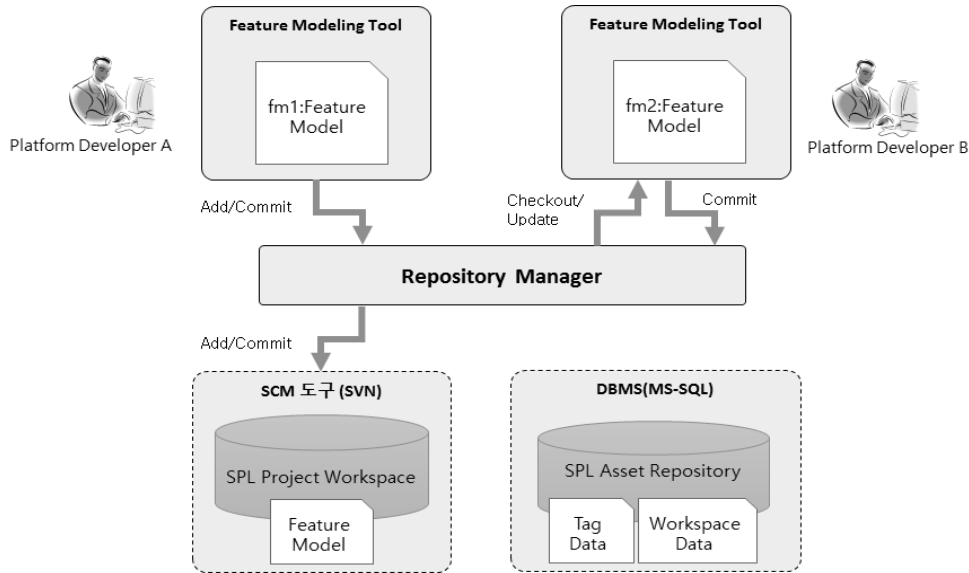 Feature Modeling Tool
fm1:Feature
Model
Platform Developer A
Feature Modeling Tool
fm2:Feature
Model
Platform Developer B
Add/Commit
Checkout/
Update
Commit
Repository Manager
Add/Commit
SCM 도구 (SVN)
SPL Project Workspace
Feature
Model
DBMS(MS-SQL)
SPL Asset Repository
Tag
Data
Workspace
Data